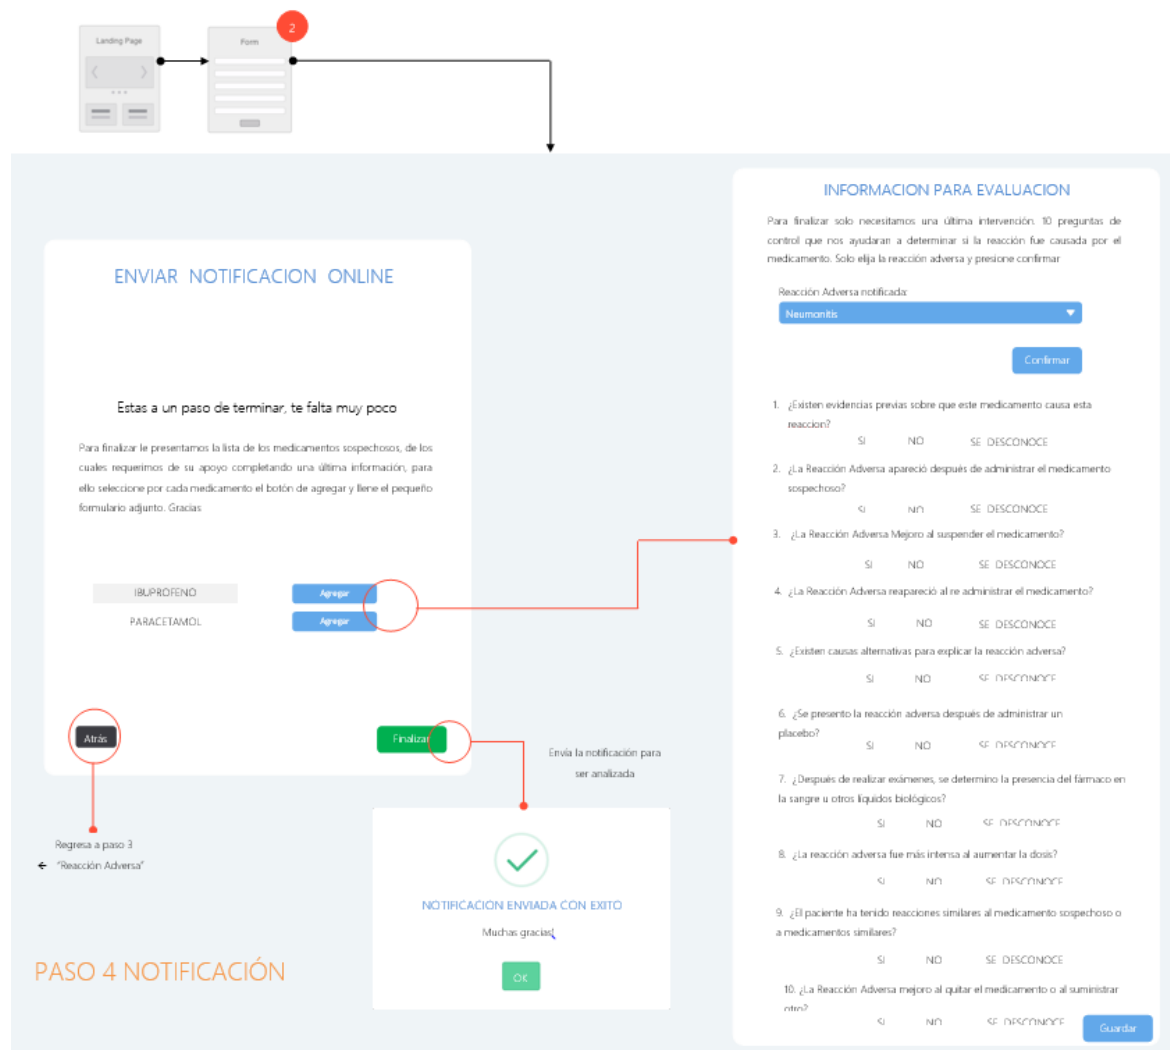 Landing Page
Form
2
ENVIAR NOTIFICACION ONLINE
Estas a un paso de terminar, te falta muy poco
Para finalizar le presentamos la lista de los medicamentos sospechosos, de los
cuales requerimos de su apoyo completando una última información, para
ello seleccione por cada medicamento el botón de agregar y llene el pequeño
formulario adjunto. Gracias
IBUPROFENO
Agregar
PARACETAMOL
Agregar
Atrás
Finalizar
Regresa a paso 3
"Reacción Adversa"
Envía la notificación para
ser analizada
NOTIFICACION ENVIADA CON EXITO
Muchas gracias!
OK
PASO 4 NOTIFICACIÓN
INFORMACION PARA EVALUACION
Para finalizar solo necesitamos una última intervención. 10 preguntas de
control que nos ayudaran a determinar si la reacción fue causada por el
medicamento. Solo elija la reacción adversa y presione confirmar
Reacción Adversa notificada:
Neumonitis
Confirmar
1. ¿Existen evidencias previas sobre que este medicamento causa esta
reaccion?
SI NO SE DESCONOCE
2. ¿La Reacción Adversa apareció después de administrar el medicamento
sospechoso?
SI NO SE DESCONOCE
3. ¿La Reacción Adversa Mejoro al suspender el medicamento?
SI NO SE DESCONOCE
4. ¿La Reacción Adversa reapareció al re administrar el medicamento?
SI NO SE DESCONOCE
5. ¿Existen causas alternativas para explicar la reacción adversa?
SI NO SE DESCONOCE
6. ¿Se presento la reacción adversa después de administrar un
placebo?
SI NO SE DESCONOCE
7. ¿Después de realizar exámenes, se determino la presencia del fármaco en
la sangre u otros líquidos biológicos?
SI NO SE DESCONOCE
8. ¿La reacción adversa fue más intensa al aumentar la dosis?
SI NO SE DESCONOCE
9. ¿El paciente ha tenido reacciones similares al medicamento sospechoso o
a medicamentos similares?
SI NO SE DESCONOCE
10. ¿La Reacción Adversa mejoro al quitar el medicamento o al suministrar
otro?
SI NO SE DESCONOCE
Guardar